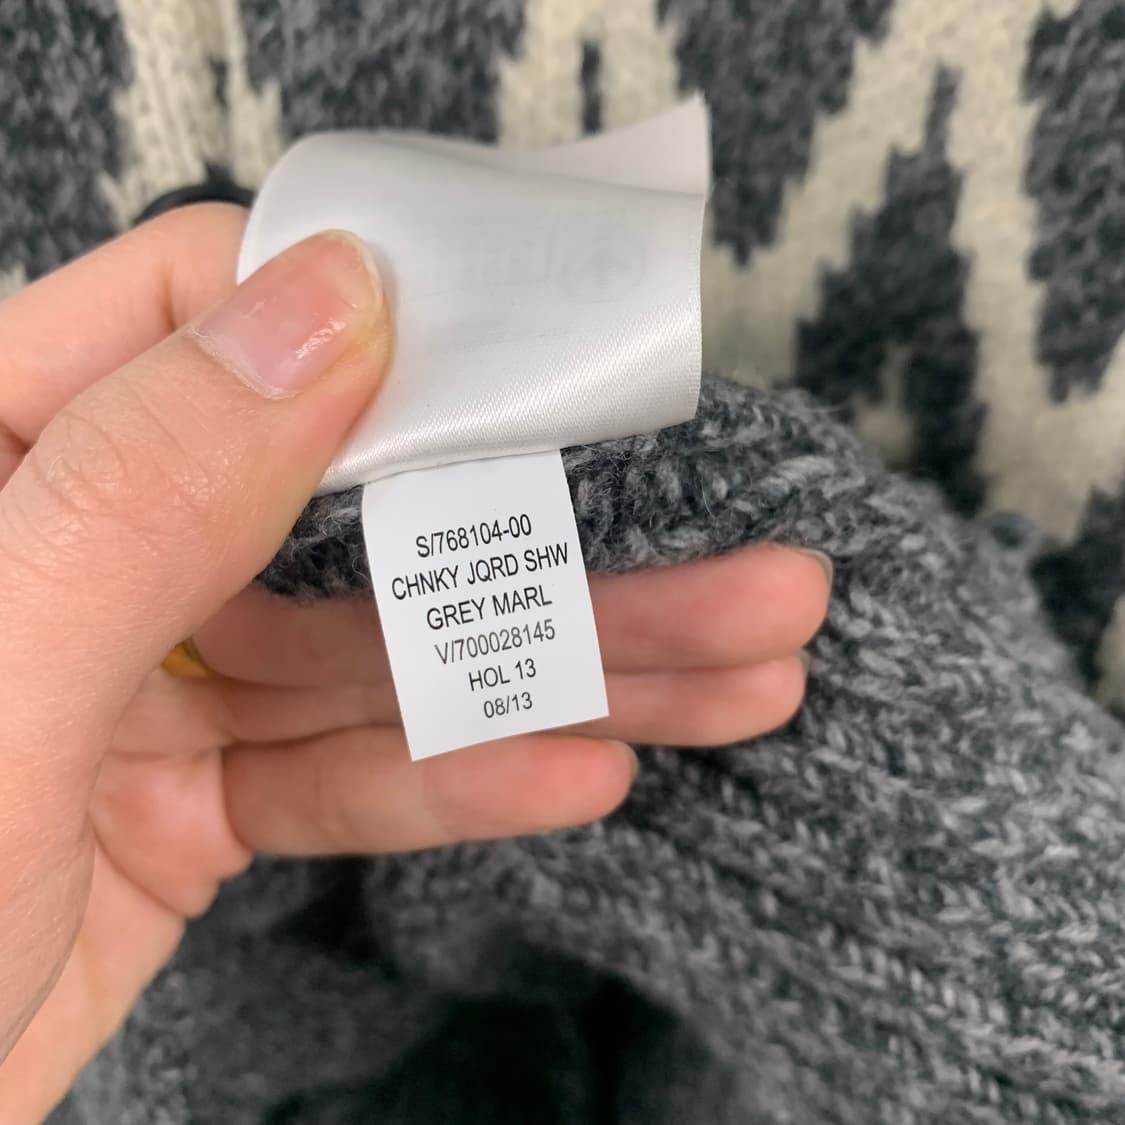 S/768104-00
CHNKY JQRD SHW
GREY MARL
V/700028145
HOL 13
08/13